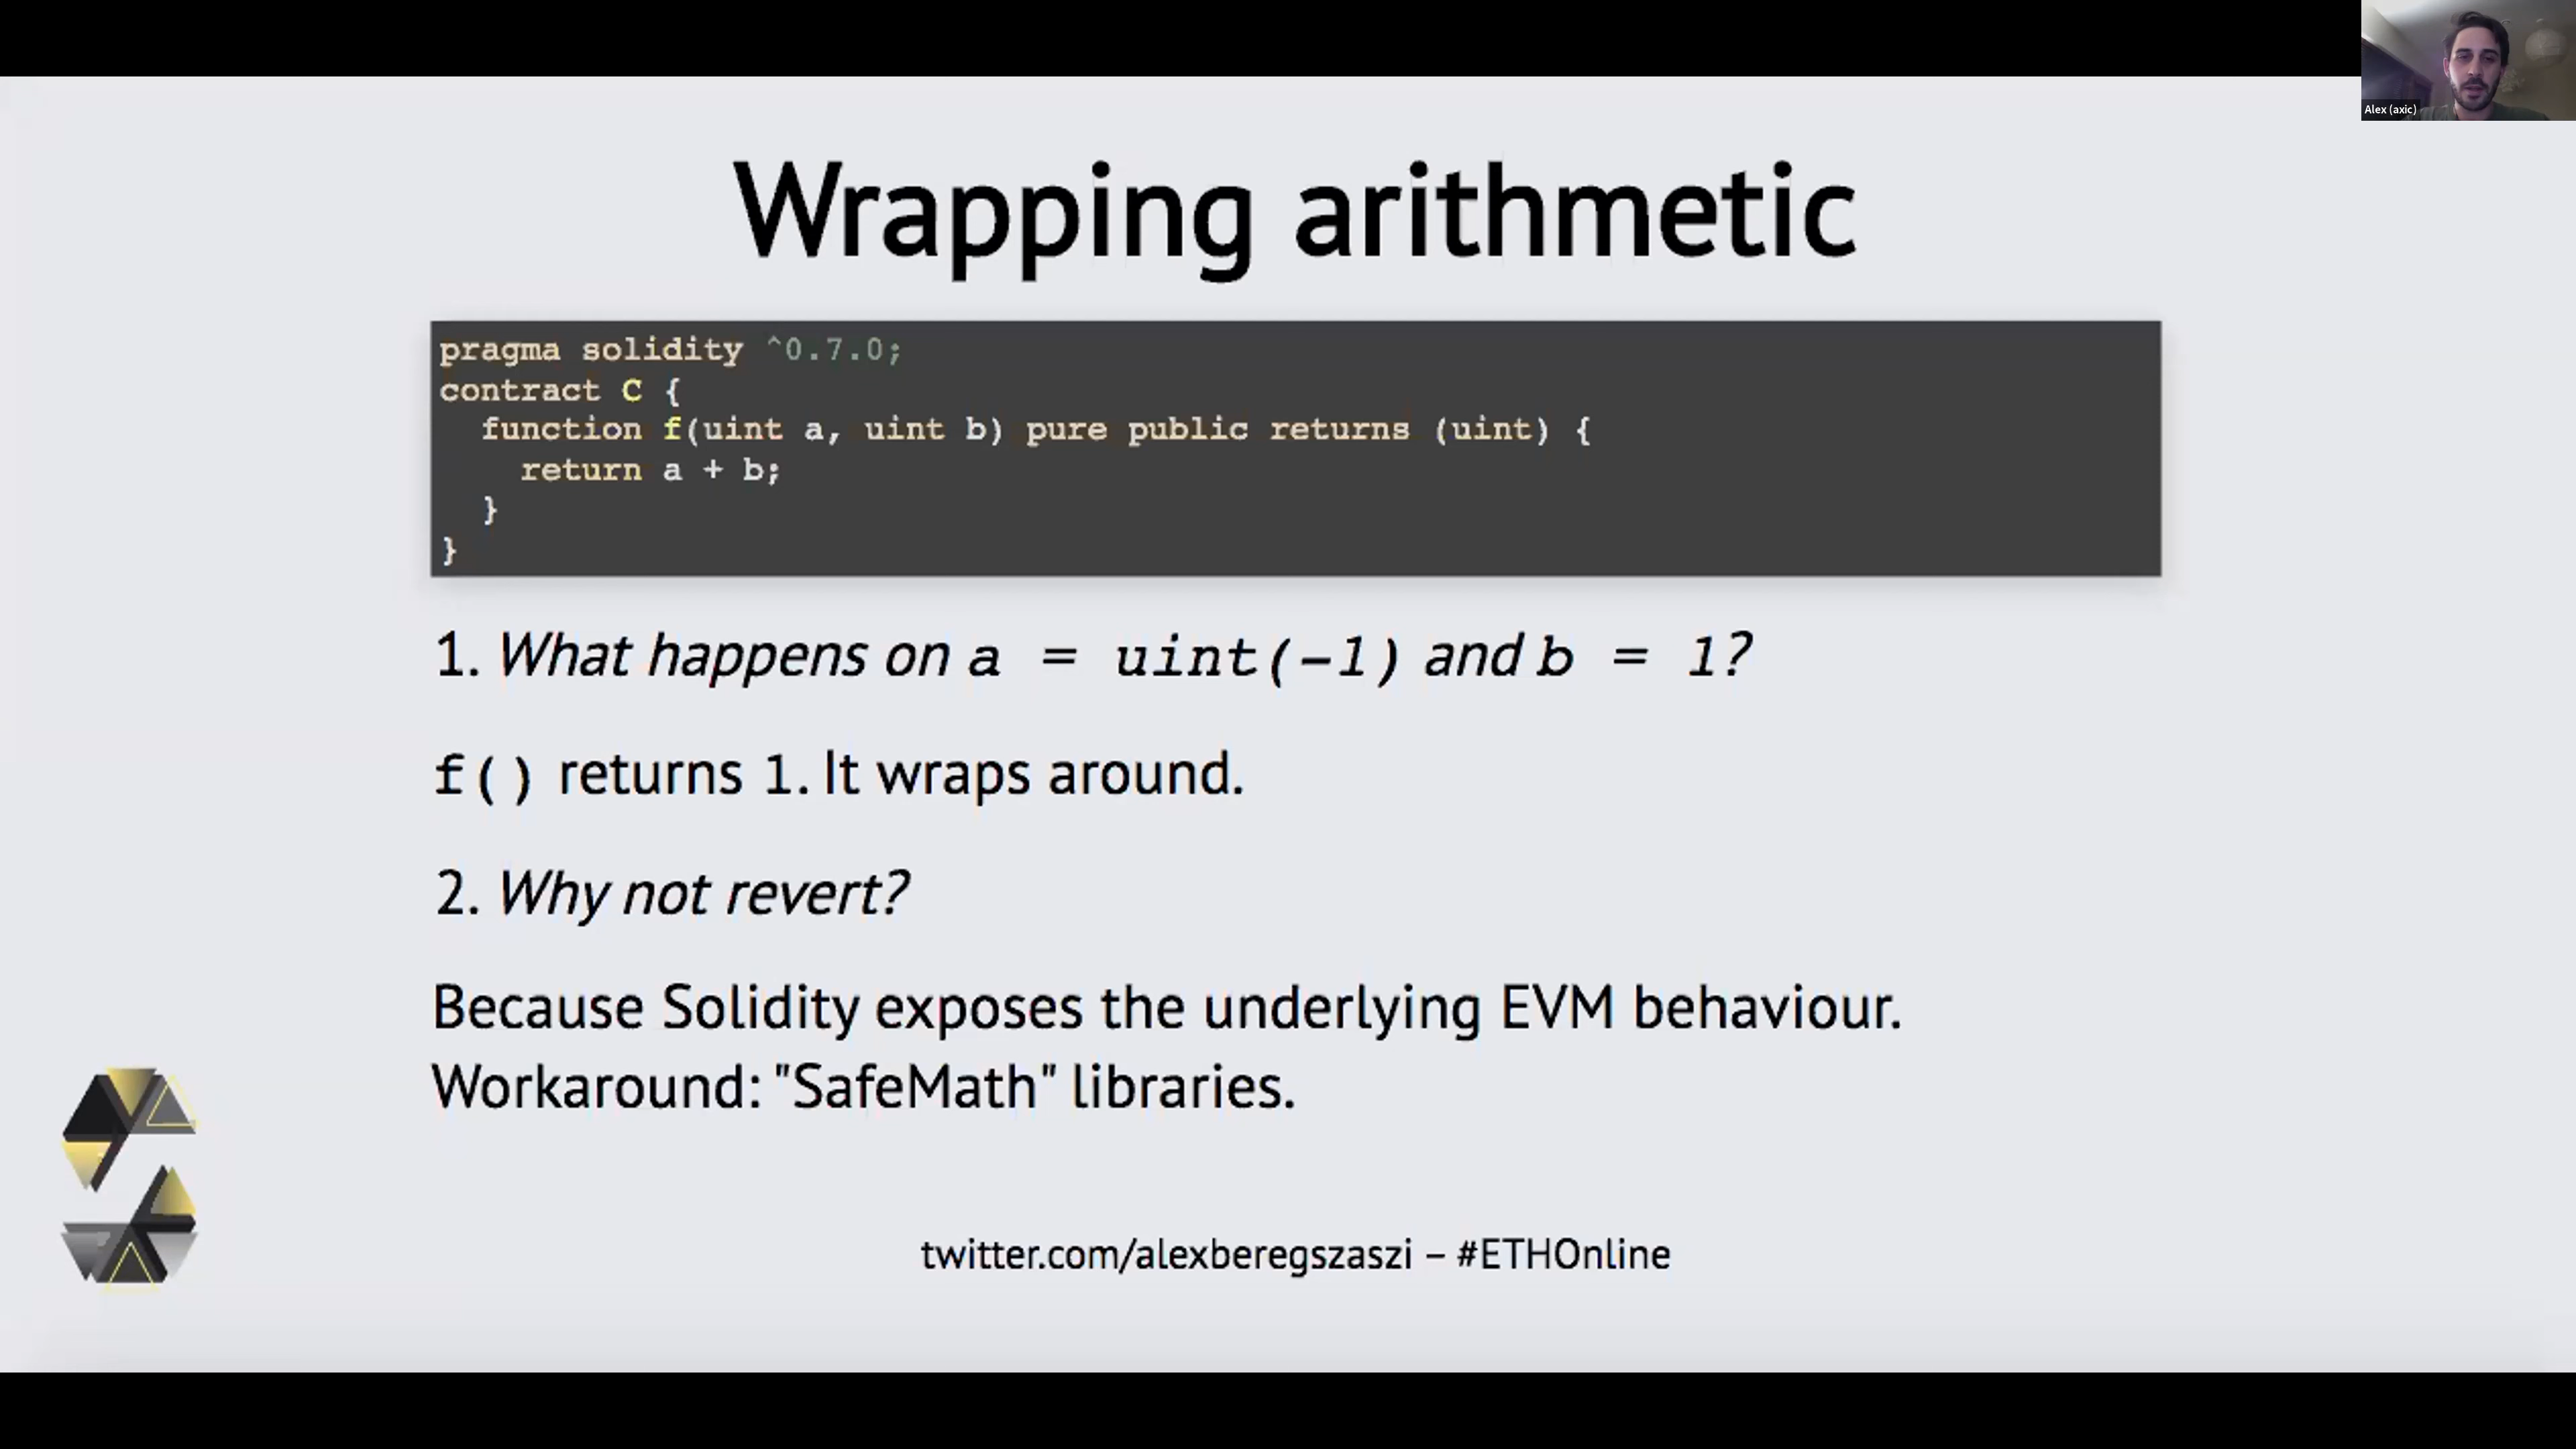 Alex (axic)
Wrapping arithmetic
pragma solidity ^0.7.0;
contract C {
  function f(uint a, uint b) pure public returns (uint) {
    return a + b;
  }
}
1. What happens on a = uint(-1) and b = 1?
f() returns 1. It wraps around.
2. Why not revert?
Because Solidity exposes the underlying EVM behaviour.
Workaround: "SafeMath" libraries.
twitter.com/alexberegszaszi – #ETHOnline